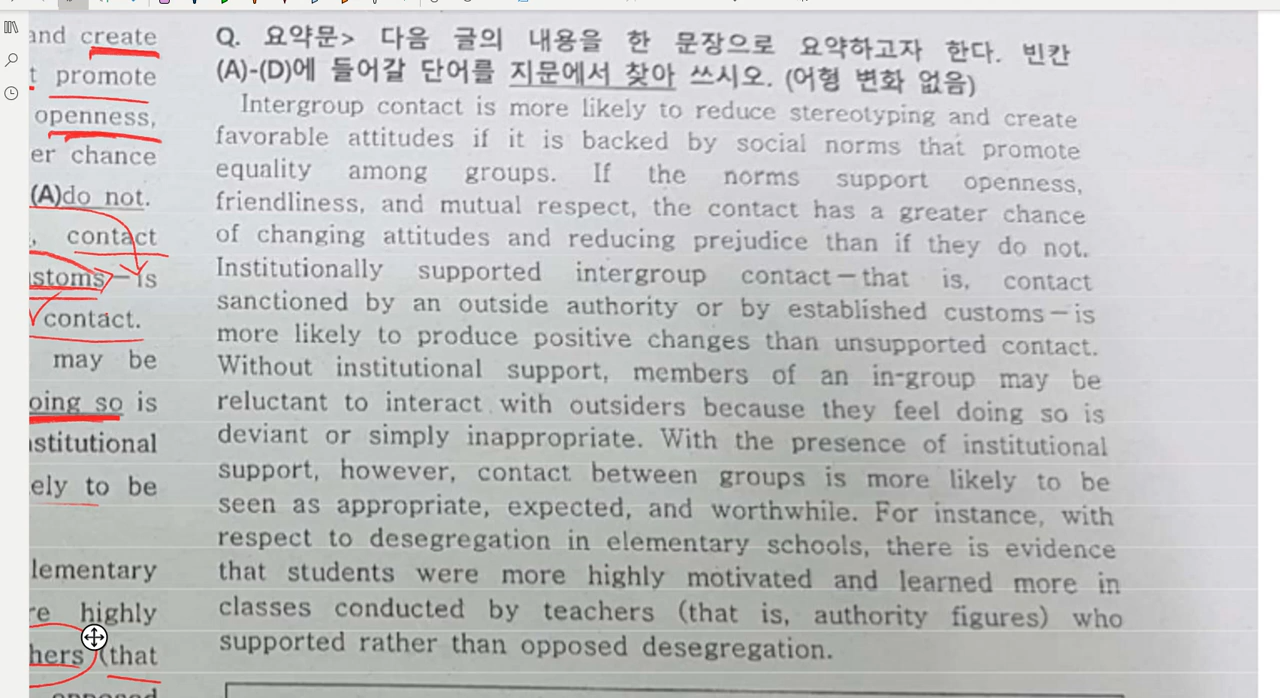 and create
t promote
openness,
er chance
(A)do not.
, contact
stoms－is
contact.
may be
oing so is
stitutional
ely to be
lementary
re highly
hers (that
Q. 요약문> 다음 글의 내용을 한 문장으로 요약하고자 한다. 빈칸
(A)-(D)에 들어갈 단어를 지문에서 찾아 쓰시오. (어형 변화 없음)
Intergroup contact is more likely to reduce stereotyping and create
favorable attitudes if it is backed by social norms that promote
equality among groups. If the norms support openness,
friendliness, and mutual respect, the contact has a greater chance
of changing attitudes and reducing prejudice than if they do not.
Institutionally supported intergroup contact－that is, contact
sanctioned by an outside authority or by established customs－is
more likely to produce positive changes than unsupported contact.
Without institutional support, members of an in-group may be
reluctant to interact with outsiders because they feel doing so is
deviant or simply inappropriate. With the presence of institutional
support, however, contact between groups is more likely to be
seen as appropriate, expected, and worthwhile. For instance, with
respect to desegregation in elementary schools, there is evidence
that students were more highly motivated and learned more in
classes conducted by teachers (that is, authority figures) who
supported rather than opposed desegregation.